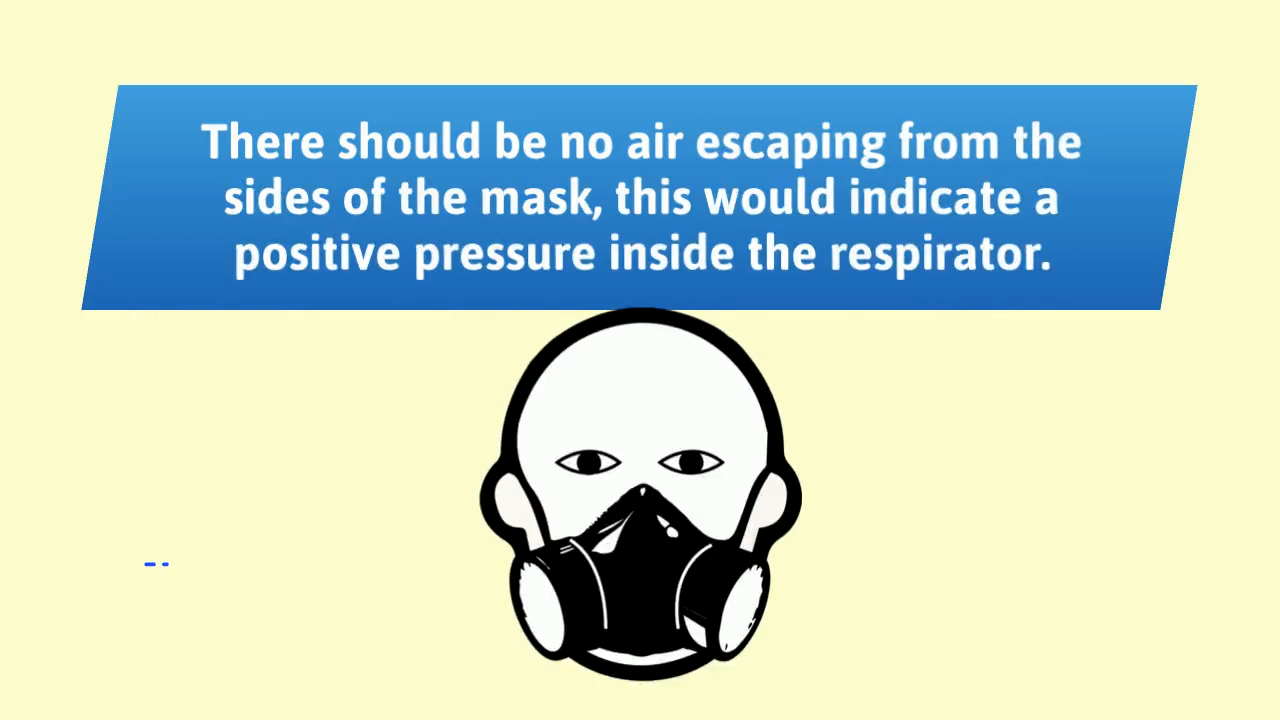 There should be no air escaping from the
sides of the mask, this would indicate a
positive pressure inside the respirator.